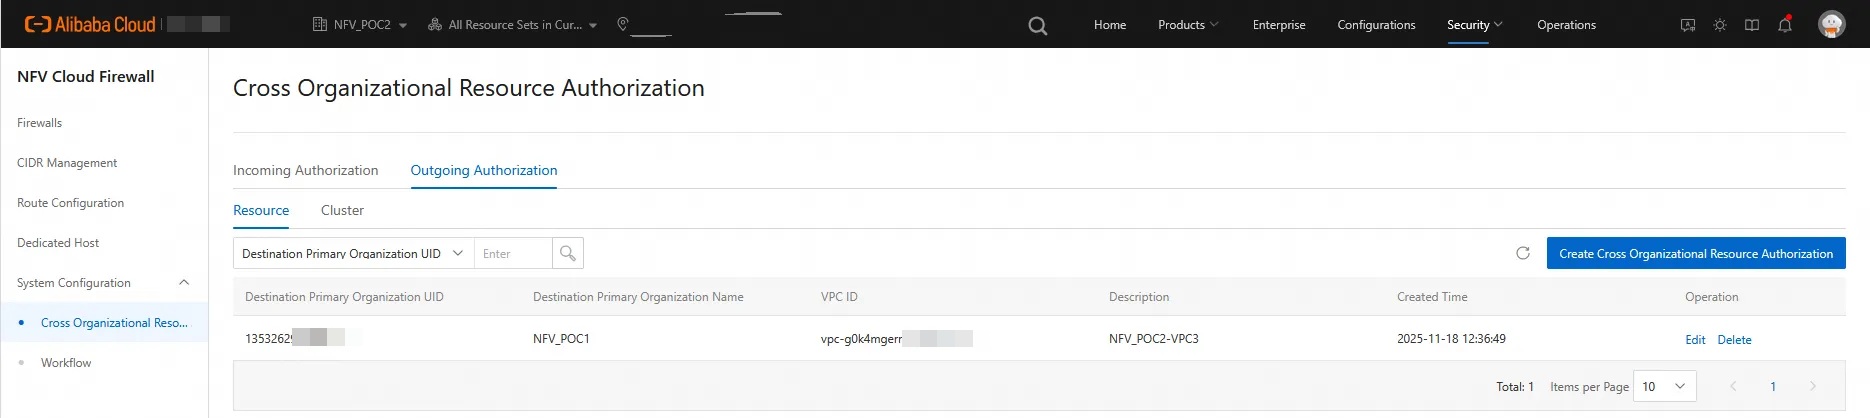 Alibaba Cloud
NFV_POC2
All Resource Sets in Cur...
Home
Products
Enterprise
Configurations
Security
Operations
NFV Cloud Firewall
Firewalls
CIDR Management
Route Configuration
Dedicated Host
System Configuration
Cross Organizational Reso...
Workflow
Cross Organizational Resource Authorization
Incoming Authorization
Outgoing Authorization
Resource
Cluster
Destination Primary Organization UID
Enter
Create Cross Organizational Resource Authorization
Destination Primary Organization UID
Destination Primary Organization Name
VPC ID
Description
Created Time
Operation
1353262
NFV_POC1
vpc-g0k4mgerr
NFV_POC2-VPC3
2025-11-18 12:36:49
Edit
Delete
Total: 1
Items per Page
10
1